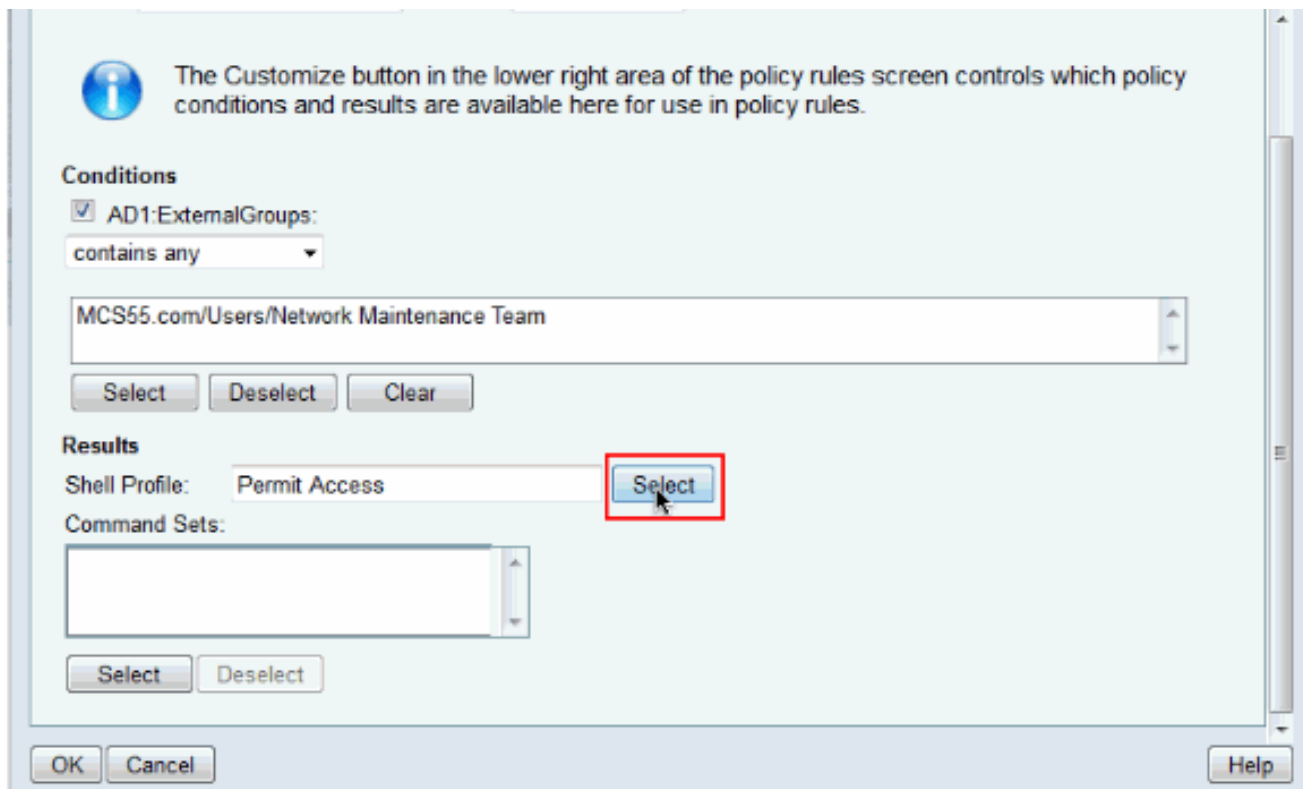 The Customize button in the lower right area of the policy rules screen controls which policy
conditions and results are available here for use in policy rules.
Conditions
AD1:ExternalGroups:
contains any
MCS55.com/Users/Network Maintenance Team
Select Deselect Clear
Results
Shell Profile: Permit Access Select
Command Sets:
Select Deselect
OK Cancel Help